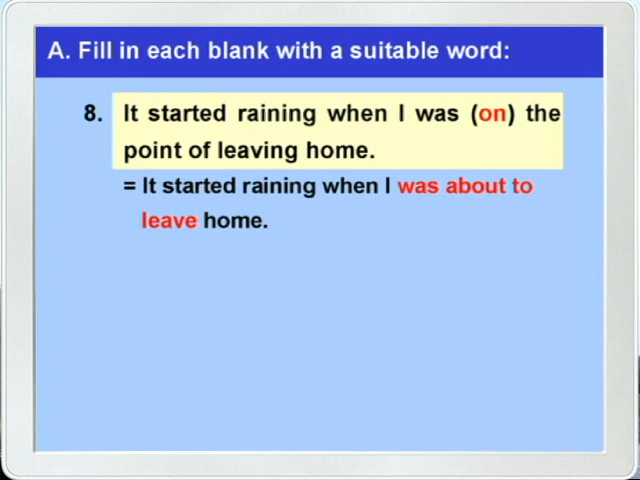 A. Fill in each blank with a suitable word:
8. It started raining when I was (on) the
point of leaving home.
= It started raining when I was about to
leave home.